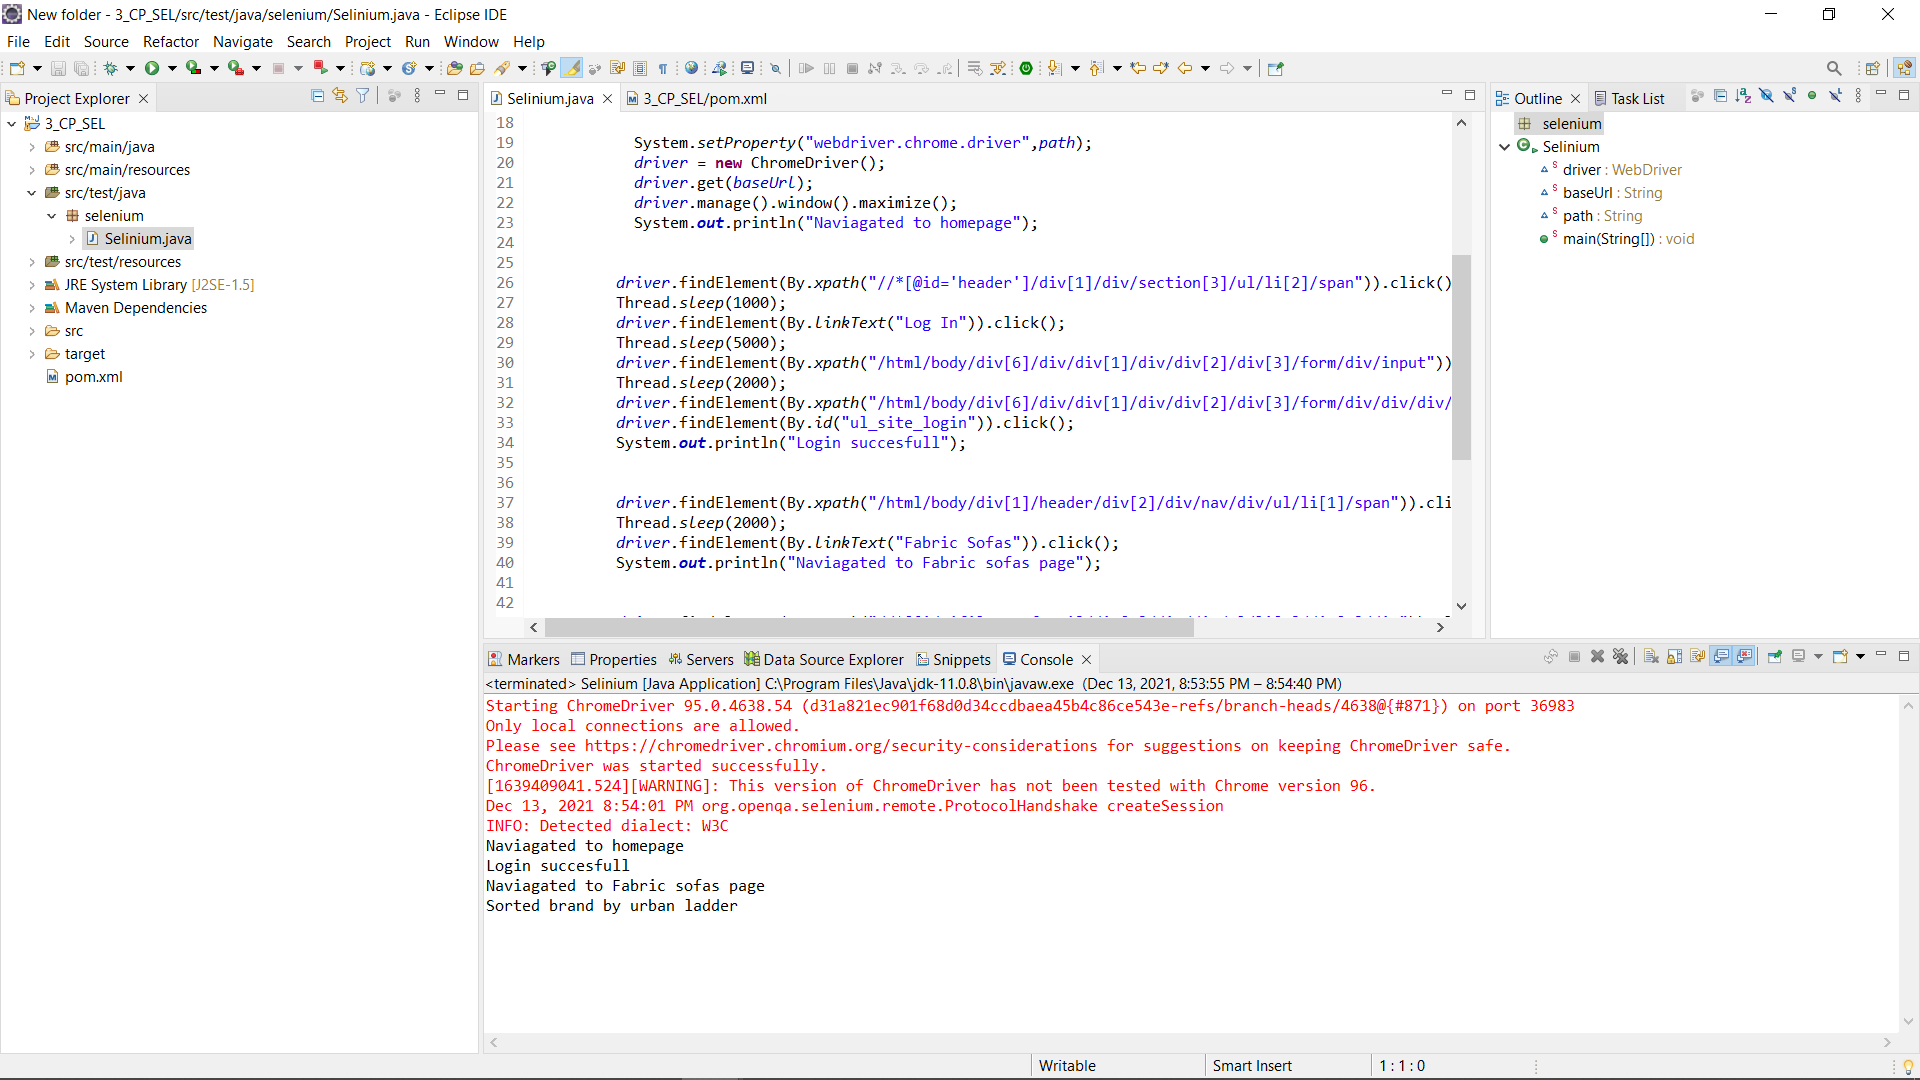 New folder - 3_CP_SEL/src/test/java/selenium/Selinium.java - Eclipse IDE
File Edit Source Refactor Navigate Search Project Run Window Help
Project Explorer
3_CP_SEL
src/main/java
src/main/resources
src/test/java
selenium
Selinium.java
src/test/resources
JRE System Library [J2SE-1.5]
Maven Dependencies
src
target
pom.xml
Selinium.java 3_CP_SEL/pom.xml
18
19 System.setProperty("webdriver.chrome.driver",path);
20 driver = new ChromeDriver();
21 driver.get(baseUrl);
22 driver.manage().window().maximize();
23 System.out.println("Naviagated to homepage");
24
25
26 driver.findElement(By.xpath("//*[@id='header']/div[1]/div/section[3]/ul/li[2]/span")).click()
27 Thread.sleep(1000);
28 driver.findElement(By.linkText("Log In")).click();
29 Thread.sleep(5000);
30 driver.findElement(By.xpath("/html/body/div[6]/div/div[1]/div/div[2]/div[3]/form/div/input"))
31 Thread.sleep(2000);
32 driver.findElement(By.xpath("/html/body/div[6]/div/div[1]/div/div[2]/div[3]/form/div/div/div/
33 driver.findElement(By.id("ul_site_login")).click();
34 System.out.println("Login succesfull");
35
36
37 driver.findElement(By.xpath("/html/body/div[1]/header/div[2]/div/nav/div/ul/li[1]/span")).cli
38 Thread.sleep(2000);
39 driver.findElement(By.linkText("Fabric Sofas")).click();
40 System.out.println("Naviagated to Fabric sofas page");
41
42
Outline Task List
selenium
Selinium
driver : WebDriver
baseUrl : String
path : String
main(String[]) : void
Markers Properties Servers Data Source Explorer Snippets Console
<terminated> Selinium [Java Application] C:\Program Files\Java\jdk-11.0.8\bin\javaw.exe (Dec 13, 2021, 8:53:55 PM – 8:54:40 PM)
Starting ChromeDriver 95.0.4638.54 (d31a821ec901f68d0d34ccdbaea45b4c86ce543e-refs/branch-heads/4638@{#871}) on port 36983
Only local connections are allowed.
Please see https://chromedriver.chromium.org/security-considerations for suggestions on keeping ChromeDriver safe.
ChromeDriver was started successfully.
[1639409041.524][WARNING]: This version of ChromeDriver has not been tested with Chrome version 96.
Dec 13, 2021 8:54:01 PM org.openqa.selenium.remote.ProtocolHandshake createSession
INFO: Detected dialect: W3C
Naviagated to homepage
Login succesfull
Naviagated to Fabric sofas page
Sorted brand by urban ladder
Writable Smart Insert 1 : 1 : 0